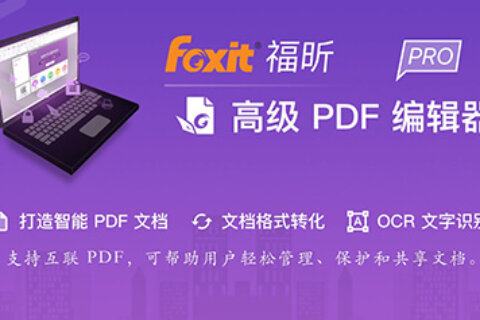 Foxit® 福昕
PRO
高级 PDF 编辑器
打造智能 PDF 文档 文档格式转化 OCR 文字识别
支持互联 PDF，可帮助用户轻松管理、保护和共享文档。